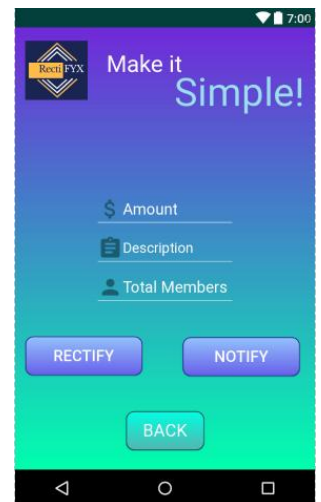 7:00
Recti FYX
Make it
Simple!
$ Amount
Description
Total Members
RECTIFY NOTIFY
BACK